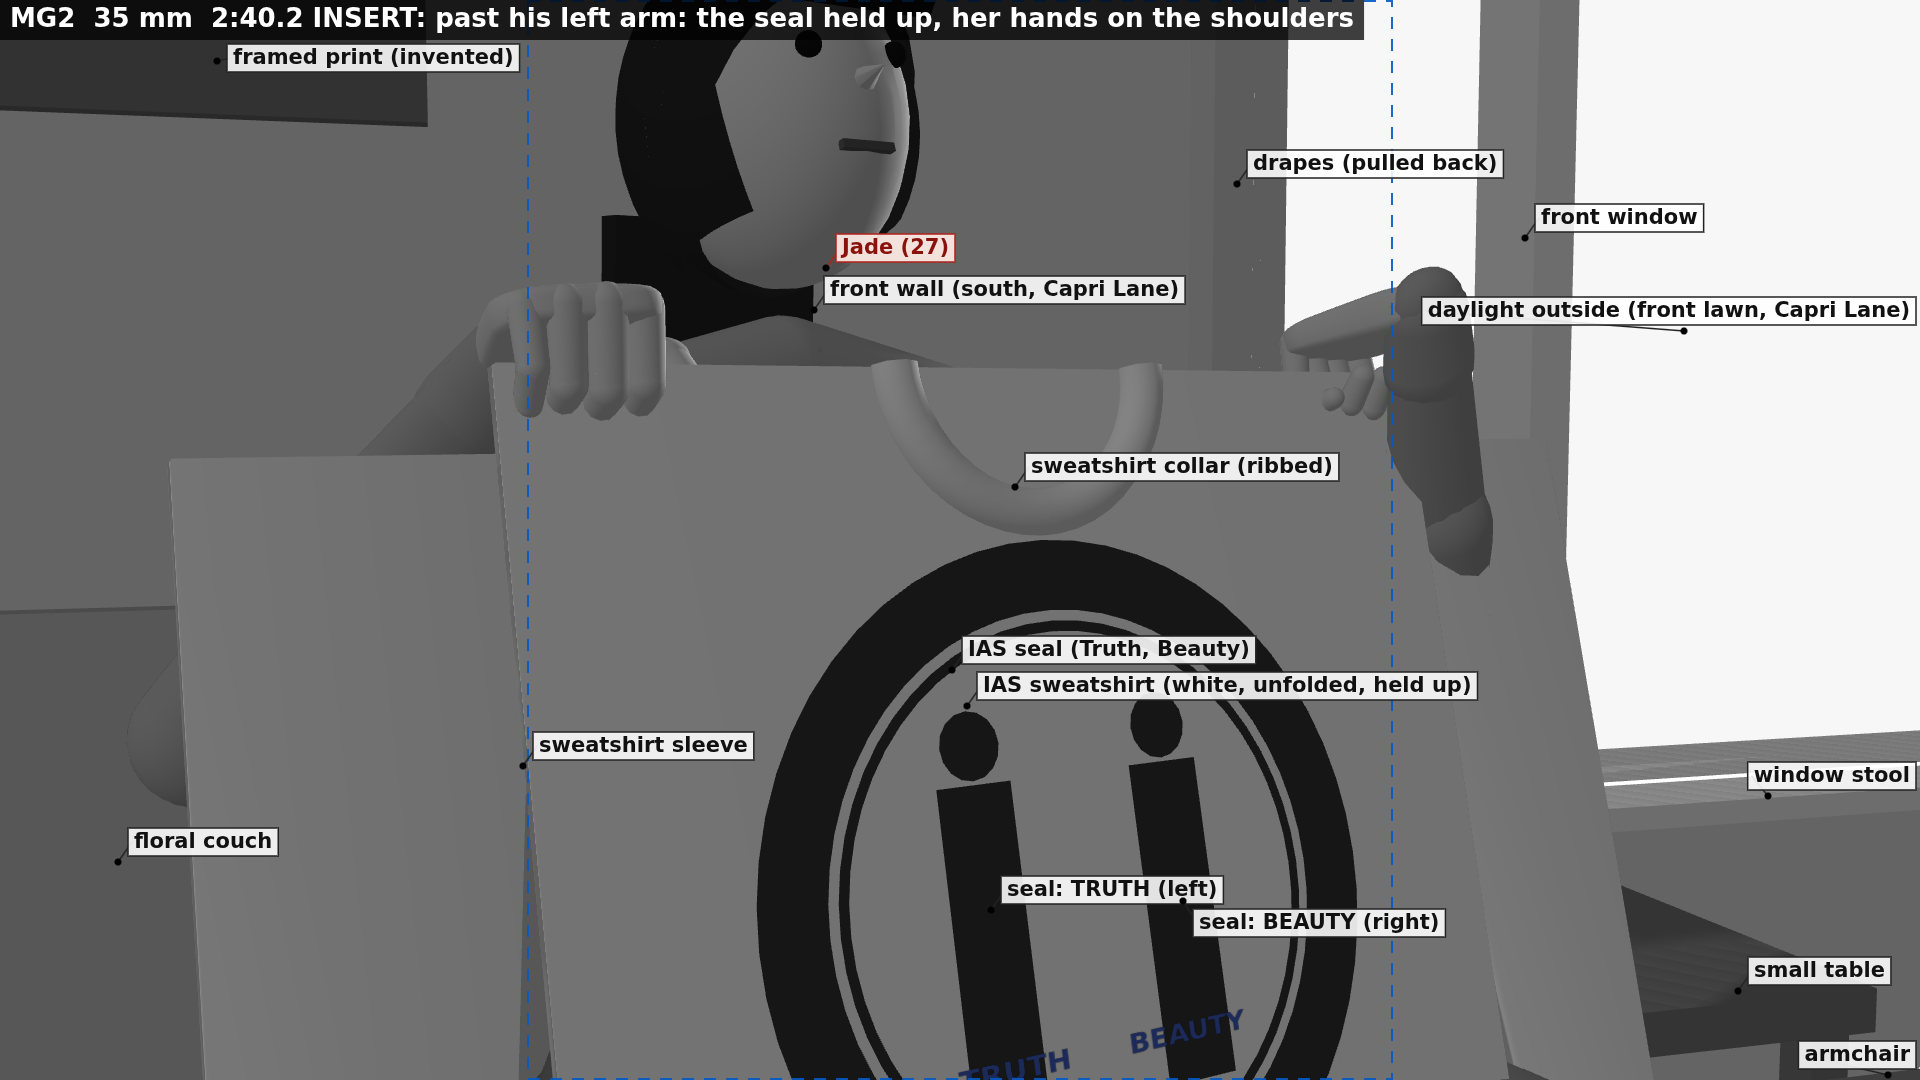 MG2 35 mm 2:40.2 INSERT: past his left arm: the seal held up, her hands on the shoulders
framed print (invented)
drapes (pulled back)
front window
Jade (27)
front wall (south, Capri Lane)
daylight outside (front lawn, Capri Lane)
sweatshirt collar (ribbed)
IAS seal (Truth, Beauty)
IAS sweatshirt (white, unfolded, held up)
sweatshirt sleeve
window stool
floral couch
seal: TRUTH (left)
seal: BEAUTY (right)
small table
BEAUTY
TRUTH
armchair